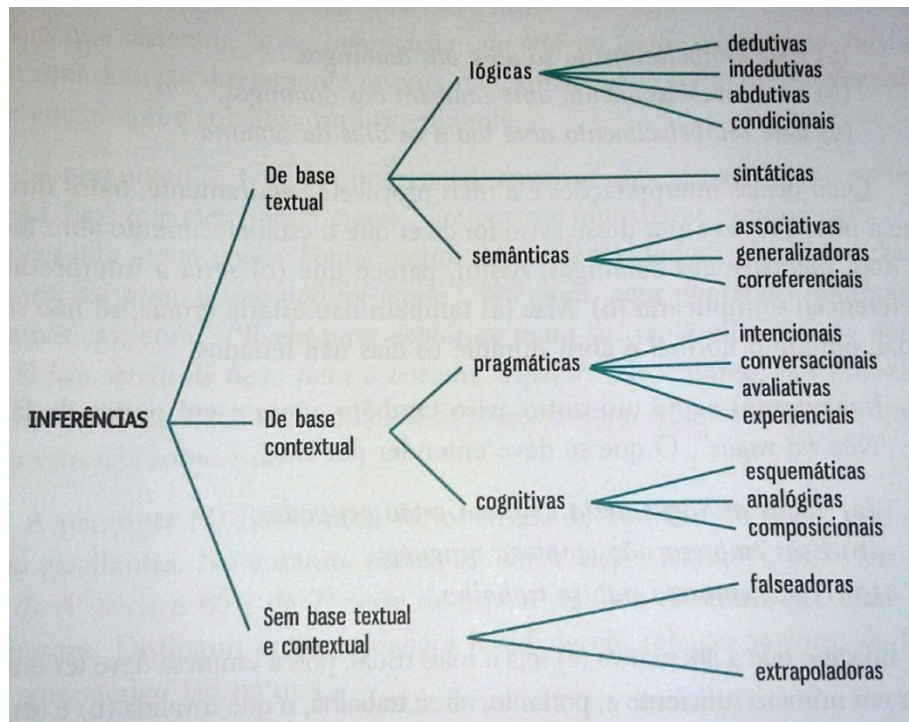 dedutivas
lógicas
indedutivas
abdutivas
condicionais
De base
textual
sintáticas
associativas
semânticas
generalizadoras
correferenciais
intencionais
pragmáticas
conversacionais
avaliativas
INFERÊNCIAS
De base
contextual
experienciais
esquemáticas
cognitivas
analógicas
composicionais
falseadoras
Sem base textual
e contextual
extrapoladoras